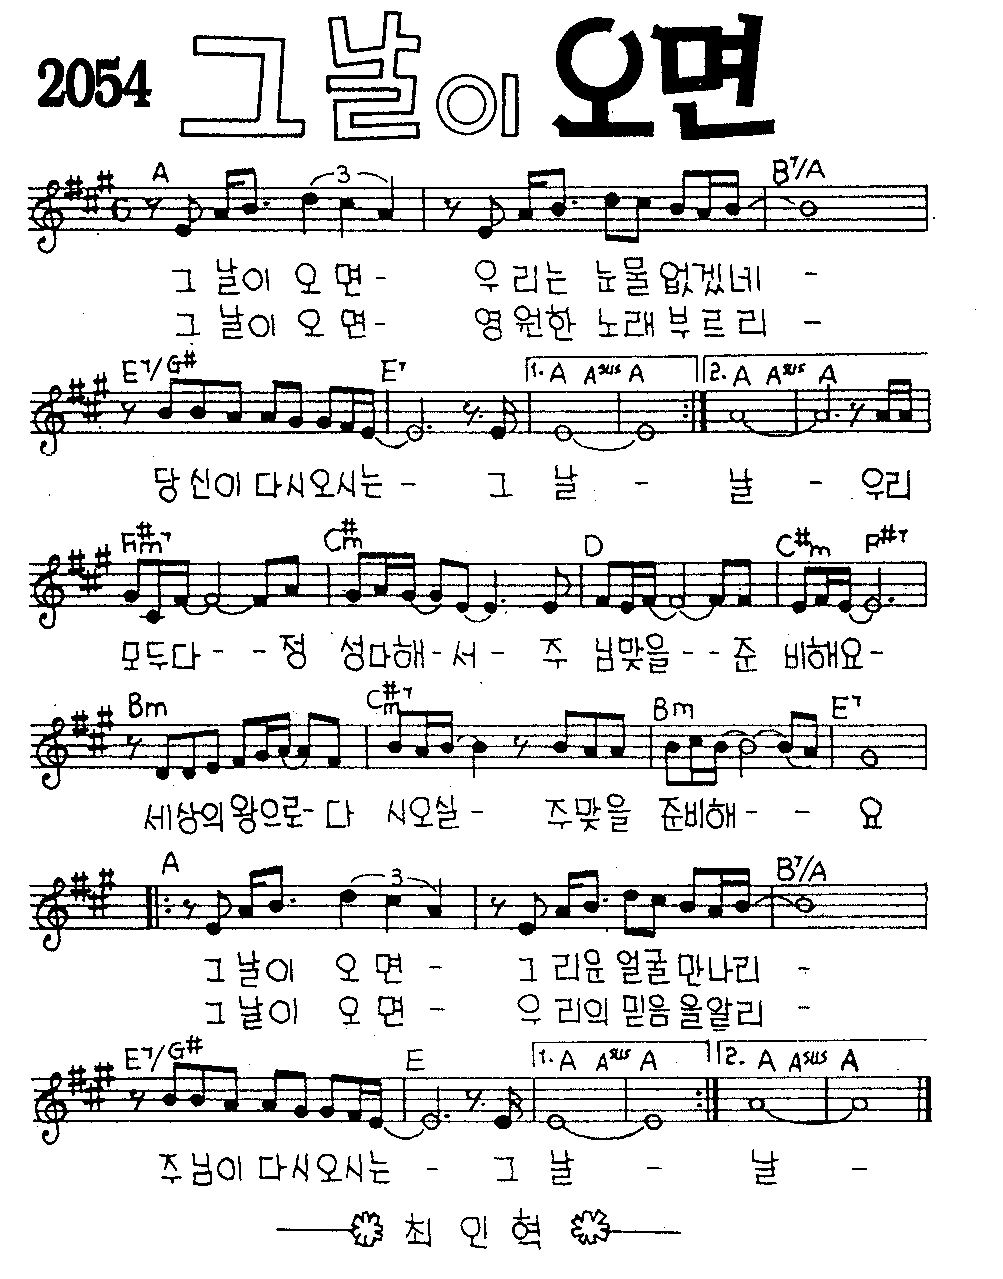 2054 그날이 오면
A 3 B7/A
그 날이 오 면 - 우 리는 눈물 없겠네 -
그 날이 오 면 - 영 원한 노래 부르리 -
E7/G# E7 1. A Asus A 2. A Asus A
당 신이 다시오시는 - 그 날 - 날 - 우리
F#m7 C#m D C#m F#7
모두다 - - 정 성다해 - 서 - 주 님맞을 - - 준 비해요 -
Bm C#m7 Bm E7
세상의 왕으로 - 다 시오실 - 주맞을 준비해 - - 요
A 3 B7/A
그 날이 오 면 - 그 리운 얼굴 만나리 -
그 날이 오 면 - 우 리의 믿음 올알리 -
E7/G# E 1. A Asus A 2. A Asus A
주님이 다시오시는 - 그 날 - 날 -
최 인 혁